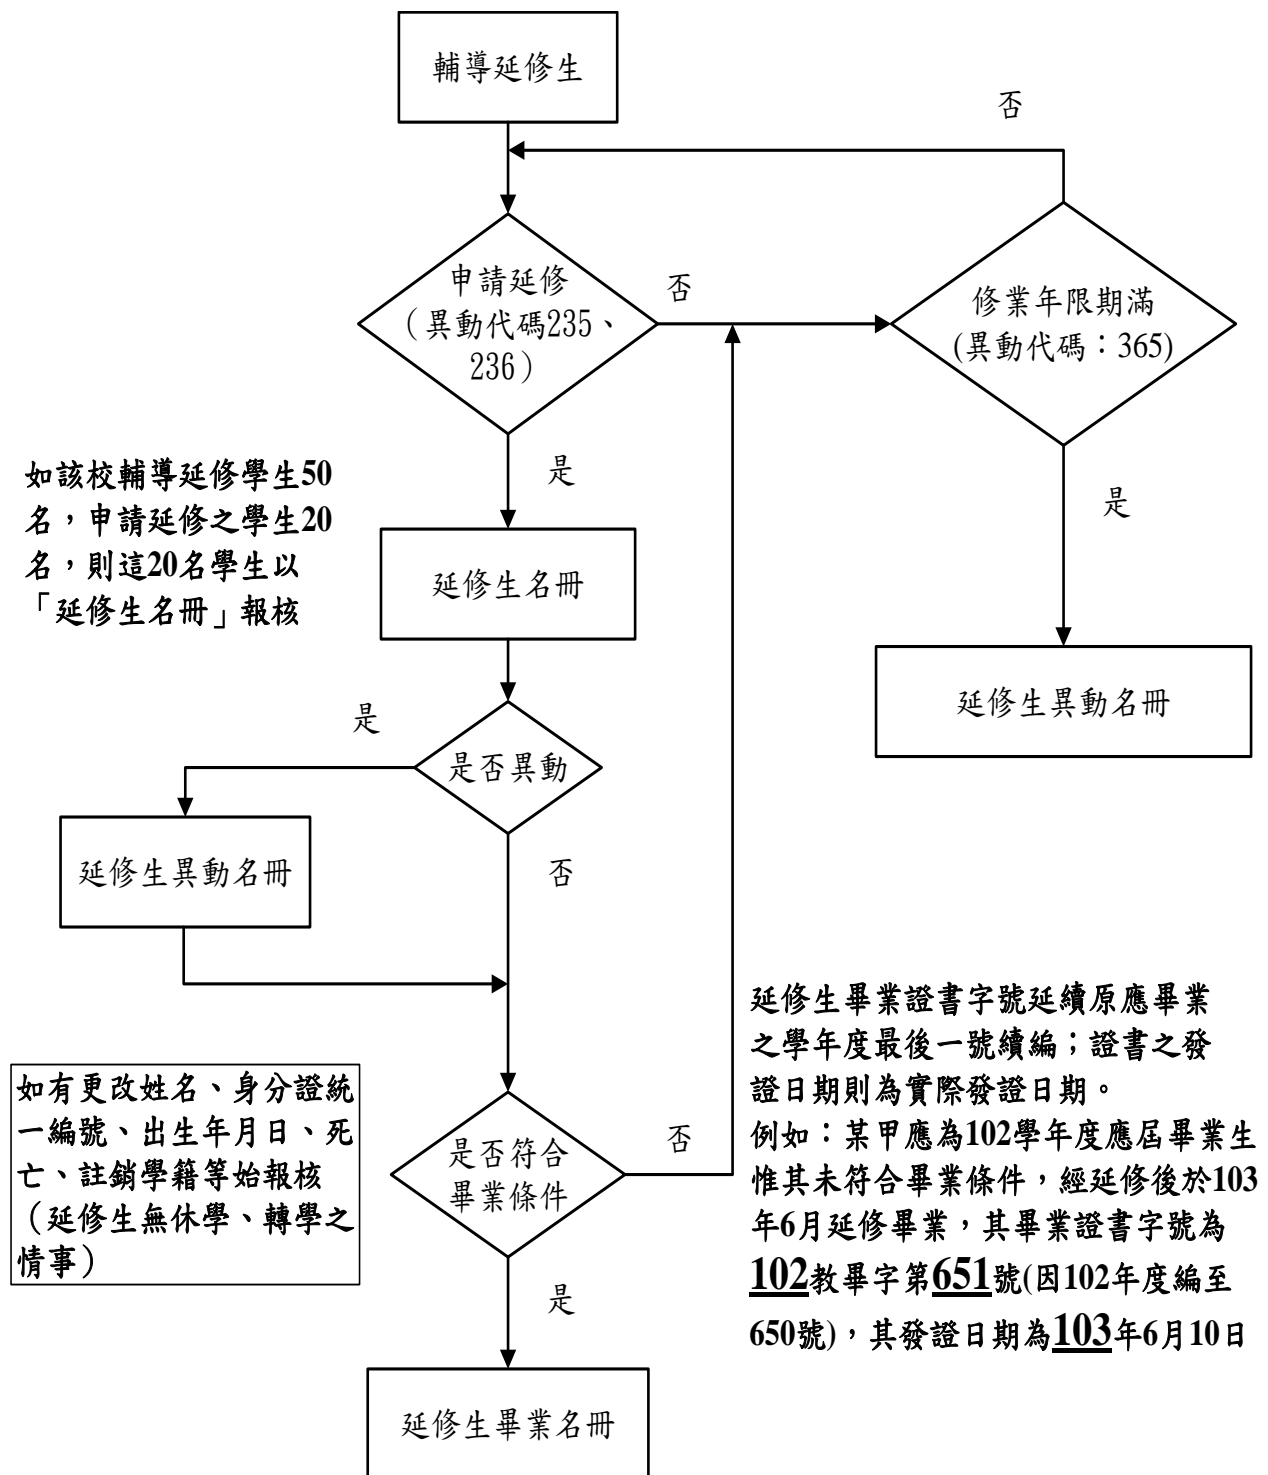 輔導延修生
否
申請延修
（異動代碼235、
236）
否
修業年限期滿
(異動代碼：365)
是
是
如該校輔導延修學生50
名，申請延修之學生20
名，則這20名學生以
「延修生名冊」報核
延修生名冊
延修生異動名冊
是
是否異動
延修生異動名冊
否
如有更改姓名、身分證統
一編號、出生年月日、死
亡、註銷學籍等始報核
（延修生無休學、轉學之
情事）
是否符合
畢業條件
否
是
延修生畢業名冊
延修生畢業證書字號延續原應畢業
之學年度最後一號續編；證書之發
證日期則為實際發證日期。
例如：某甲應為102學年度應屆畢業生
惟其未符合畢業條件，經延修後於103
年6月延修畢業，其畢業證書字號為
102教畢字第651號(因102年度編至
650號)，其發證日期為103年6月10日